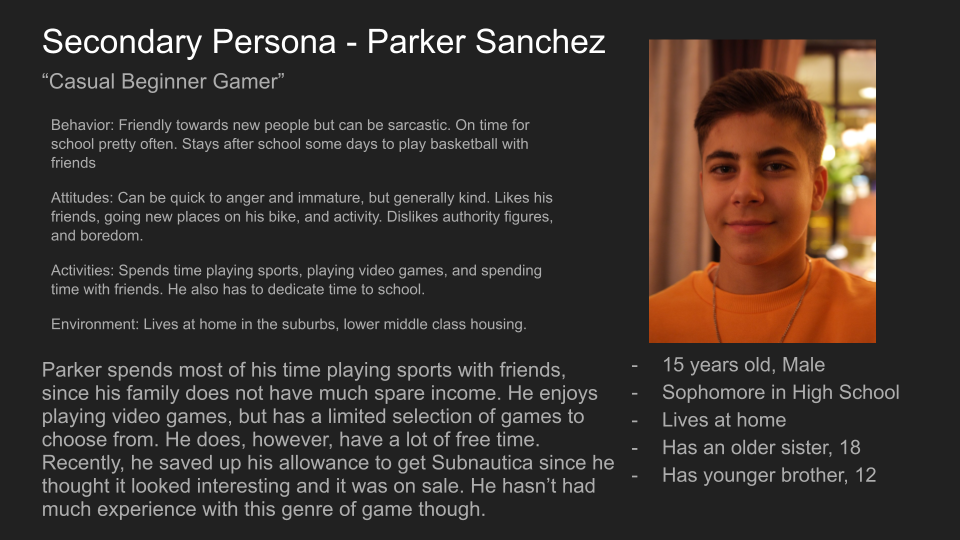 Secondary Persona - Parker Sanchez
“Casual Beginner Gamer”
Behavior: Friendly towards new people but can be sarcastic. On time for
school pretty often. Stays after school some days to play basketball with
friends
Attitudes: Can be quick to anger and immature, but generally kind. Likes his
friends, going new places on his bike, and activity. Dislikes authority figures,
and boredom.
Activities: Spends time playing sports, playing video games, and spending
time with friends. He also has to dedicate time to school.
Environment: Lives at home in the suburbs, lower middle class housing.
Parker spends most of his time playing sports with friends,
since his family does not have much spare income. He enjoys
playing video games, but has a limited selection of games to
choose from. He does, however, have a lot of free time.
Recently, he saved up his allowance to get Subnautica since he
thought it looked interesting and it was on sale. He hasn’t had
much experience with this genre of game though.
- 15 years old, Male
- Sophomore in High School
- Lives at home
- Has an older sister, 18
- Has younger brother, 12